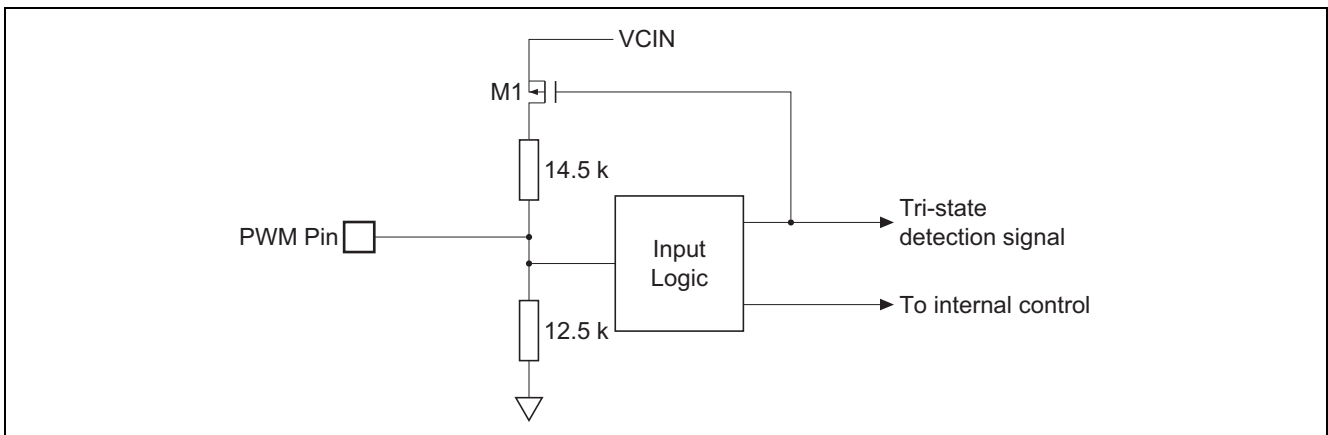 VCIN
M1
14.5 k
PWM Pin
Input
Logic
Tri-state
detection signal
To internal control
12.5 k